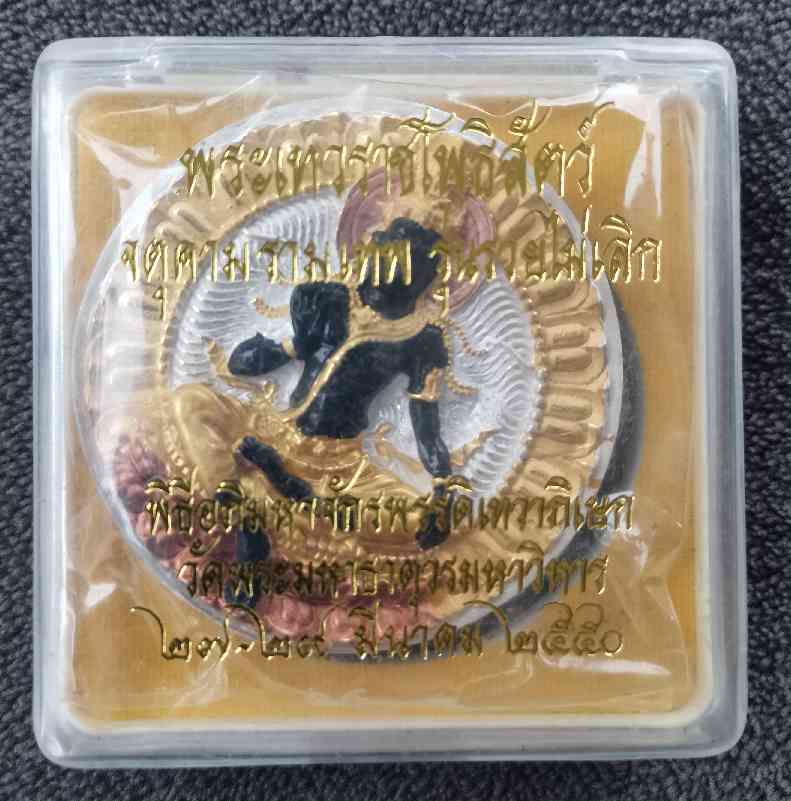 พระเทวราชโพธิสัตว์
จตุคามรามเทพ รุ่นรวยไม่เลิก
พิธีอติมหาจักรพรรดิเทวาภิเษก
วัดพระมหาธาตุวรมหาวิหาร
๒๗-๒๙ มีนาคม ๒๕๕๐